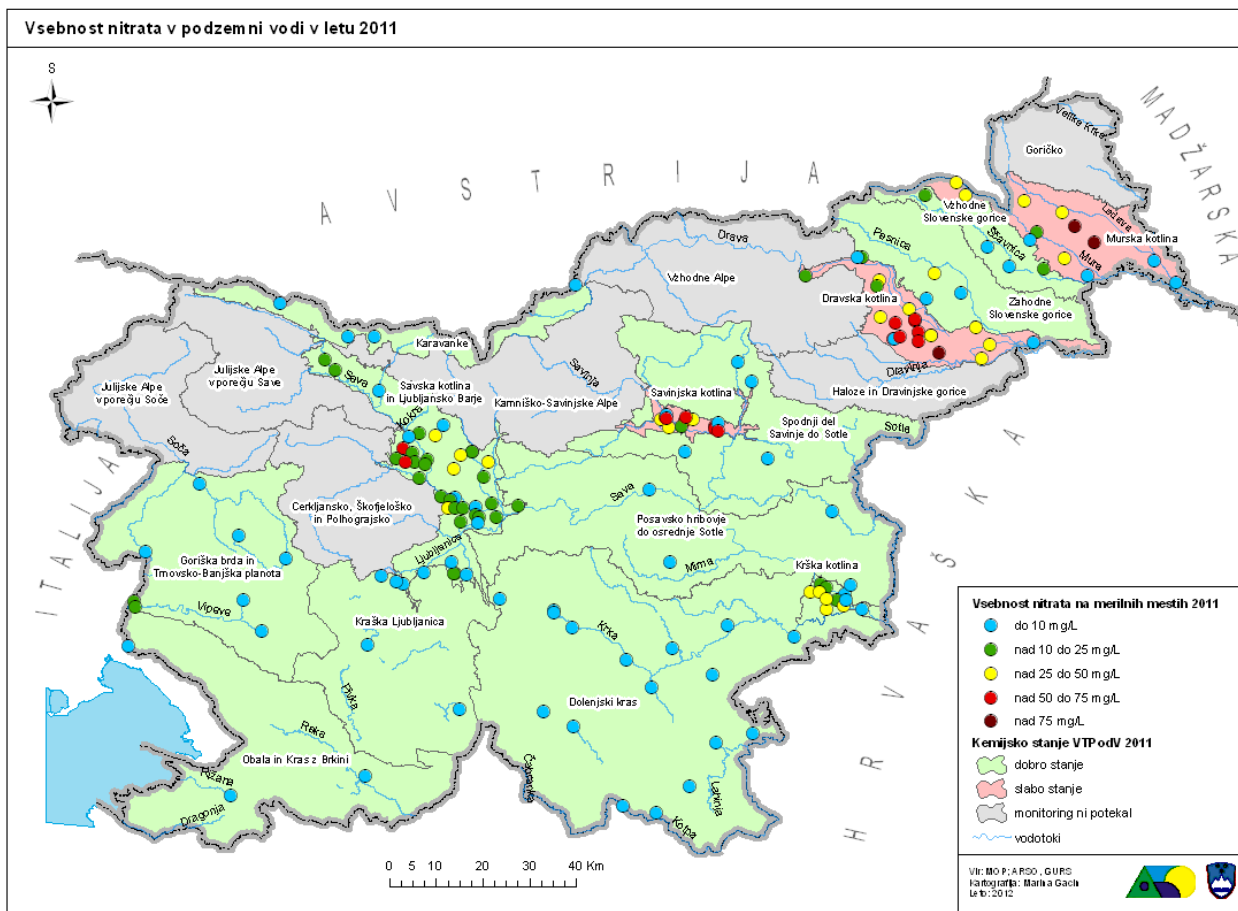 Vsebnost nitrata v podzemni vodi v letu 2011
S
AVSTRIJA
MADŽARSKA
ITALIJA
HRVAŠKA
Velika Krka
Goričko
Ledava
Murska kotlina
Mura
Vzhodne
Slovenske gorice
Ščavnica
Pesnica
Zahodne
Slovenske gorice
Drava
Vzhodne Alpe
Dravska kotlina
Dravinja
Haloze in Dravinjske gorice
Karavanke
Savinja
Kamniško-Savinjske Alpe
Savinjska kotlina
Spodnji del
Savinje do Sotle
Sotla
Julijske Alpe
v porečju Save
Julijske Alpe
v porečju Soče
Sava
Savska kotlina
in Ljubljansko Barje
Kokra
Soča
Cerkljansko, Škofjeloško
in Polhograjsko
Sava
Posavsko hribovje
do osrednje Sotle
Mirna
Krška kotlina
Ljubljanica
Goriška brda in
Trnovsko-Banjška planota
Vipava
Kraška Ljubljanica
Krka
Dolenjski kras
Pivka
Reka
Obala in Kras z Brkini
Rižana
Dragonja
Čabranka
Kolpa
Lahinja
0 5 10 20 30 40 Km
Vsebnost nitrata na merilnih mestih 2011
do 10 mg/L
nad 10 do 25 mg/L
nad 25 do 50 mg/L
nad 50 do 75 mg/L
nad 75 mg/L
Kemijsko stanje VTPodV 2011
dobro stanje
slabo stanje
monitoring ni potekal
vodotoki
Vir: MOP; ARSO, GURS
Kartografija: Marina Gacin
Leto: 2012